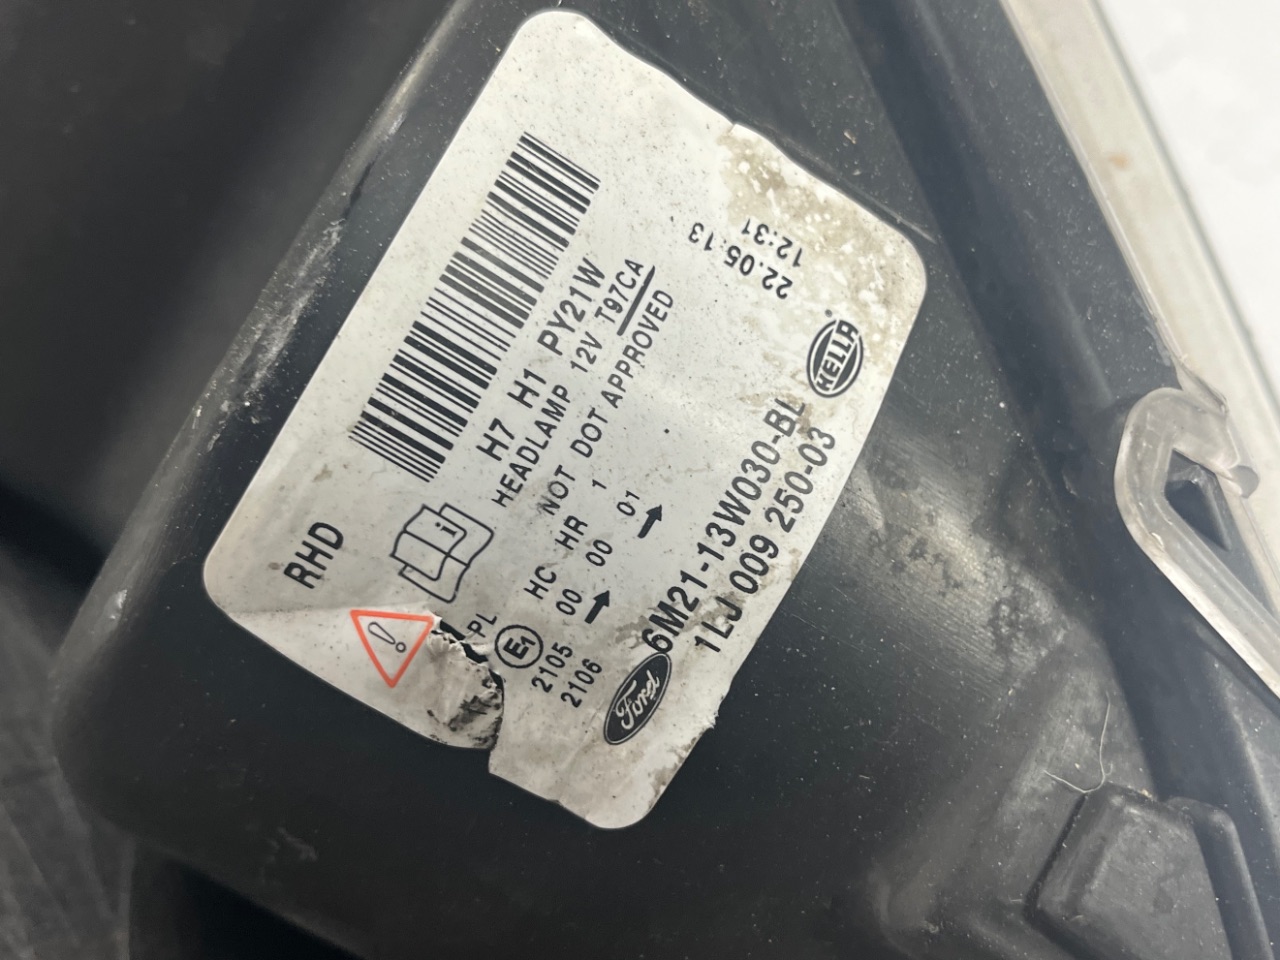 RHD
H7 H1 PY21W
HEADLAMP 12V T97CA
NOT DOT APPROVED
PL HC HR 1
E1 00 00 01
2105
2106
Ford
6M21-13W030-BL
1LJ 009 250-03
HELLA
22.05.13
12:31